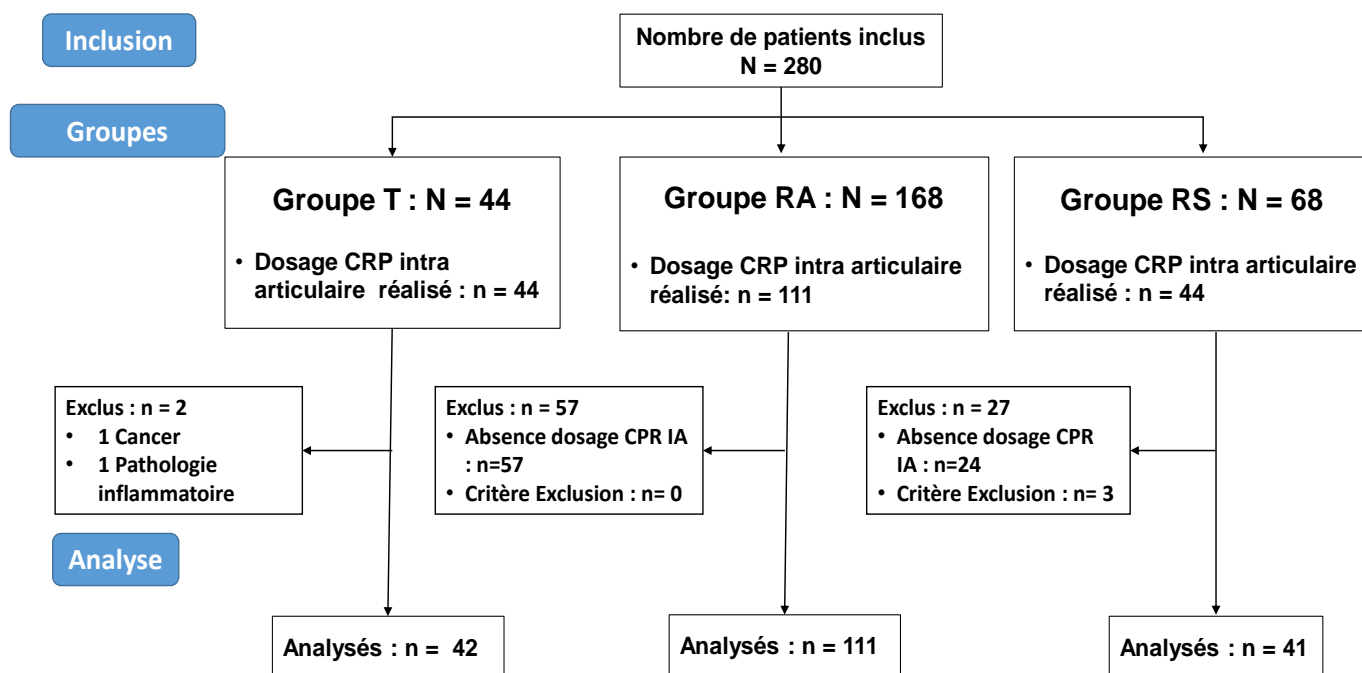 Inclusion
Nombre de patients inclus
N = 280
Groupes
Groupe T : N = 44
• Dosage CRP intra
articulaire réalisé : n = 44
Groupe RA : N = 168
• Dosage CRP intra articulaire
réalisé: n = 111
Groupe RS : N = 68
• Dosage CRP intra articulaire
réalisé : n = 44
Exclus : n = 2
• 1 Cancer
• 1 Pathologie
inflammatoire
Exclus : n = 57
• Absence dosage CPR IA
: n=57
• Critère Exclusion : n= 0
Exclus : n = 27
• Absence dosage CPR
IA : n=24
• Critère Exclusion : n= 3
Analyse
Analysés : n = 42
Analysés : n = 111
Analysés : n = 41